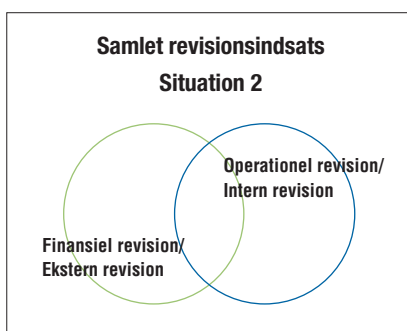 Samlet revisionsindsats
Situation 2
Operationel revision/
Intern revision
Finansiel revision/
Ekstern revision